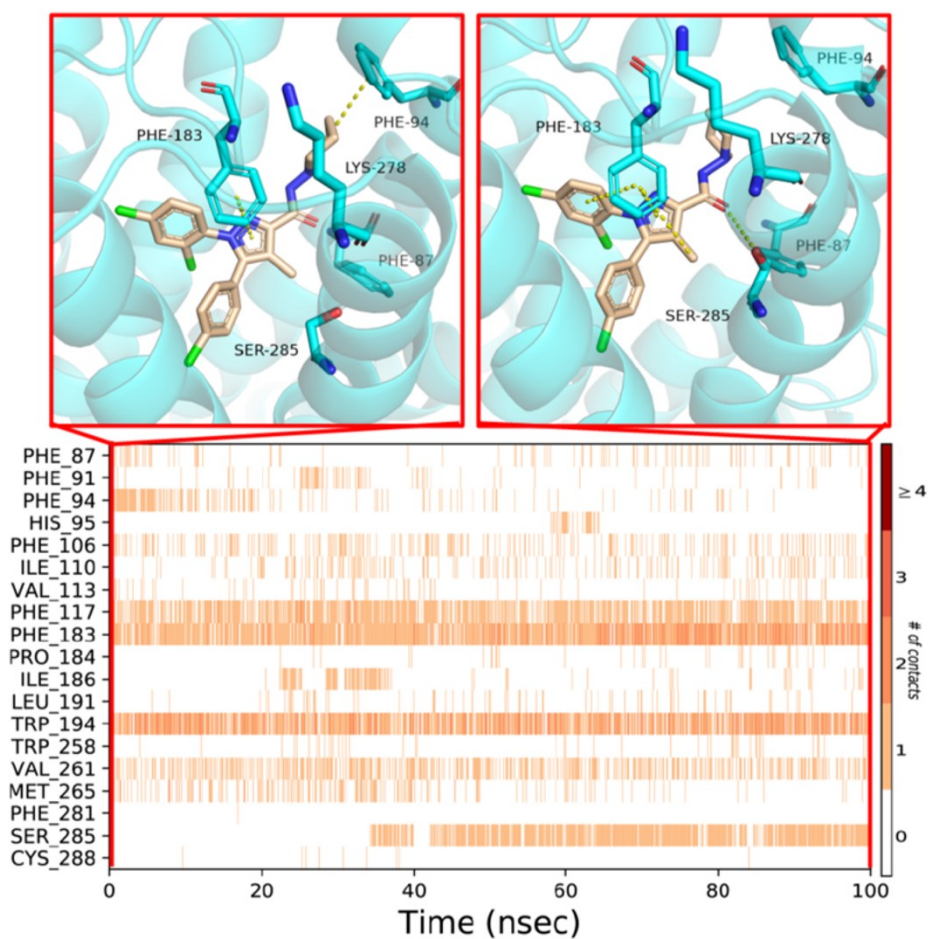 PHE-94
PHE-183
LYS-278
PHE-87
SER-285
PHE-94
PHE-183
LYS-278
PHE-87
SER-285
PHE_87
PHE_91
PHE_94
HIS_95
PHE_106
ILE_110
VAL_113
PHE_117
PHE_183
PRO_184
ILE_186
LEU_191
TRP_194
TRP_258
VAL_261
MET_265
PHE_281
SER_285
CYS_288
0 20 40 60 80 100
Time (nsec)
≥ 4
3
2
1
0
# of contacts